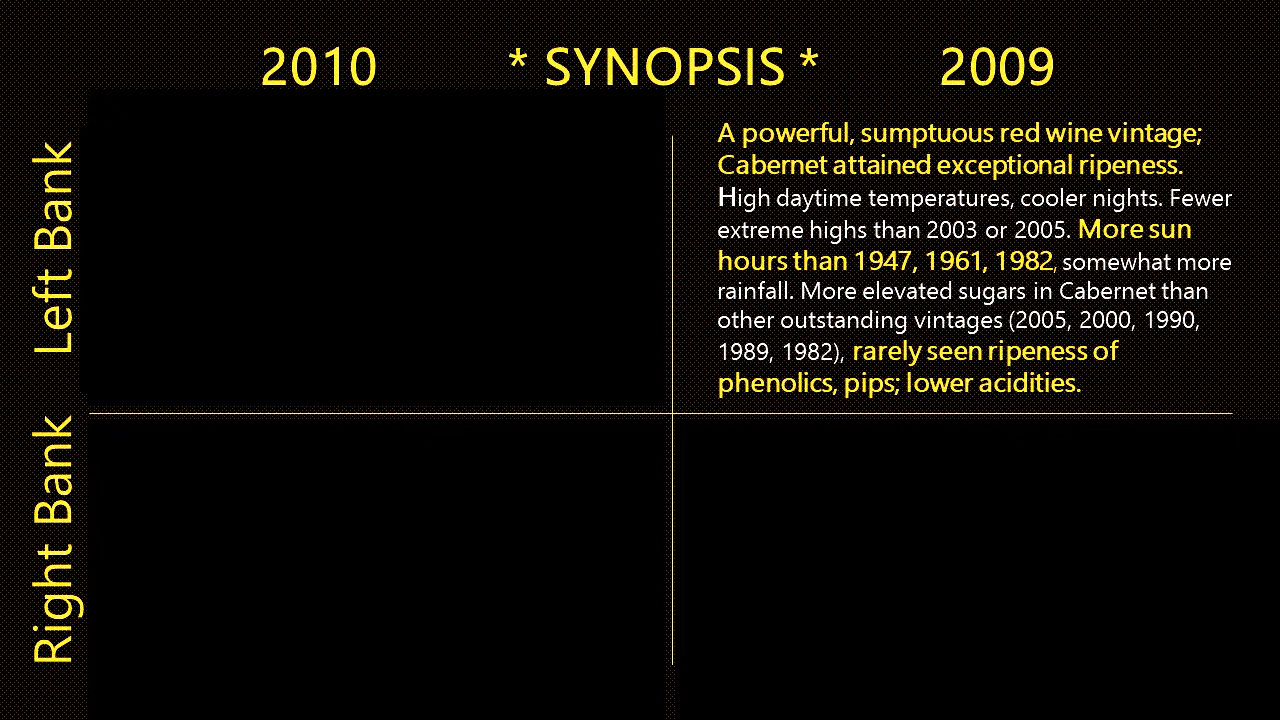 2010 * SYNOPSIS * 2009
Left Bank
A powerful, sumptuous red wine vintage;
Cabernet attained exceptional ripeness.
High daytime temperatures, cooler nights. Fewer
extreme highs than 2003 or 2005. More sun
hours than 1947, 1961, 1982, somewhat more
rainfall. More elevated sugars in Cabernet than
other outstanding vintages (2005, 2000, 1990,
1989, 1982), rarely seen ripeness of
phenolics, pips; lower acidities.
Right Bank